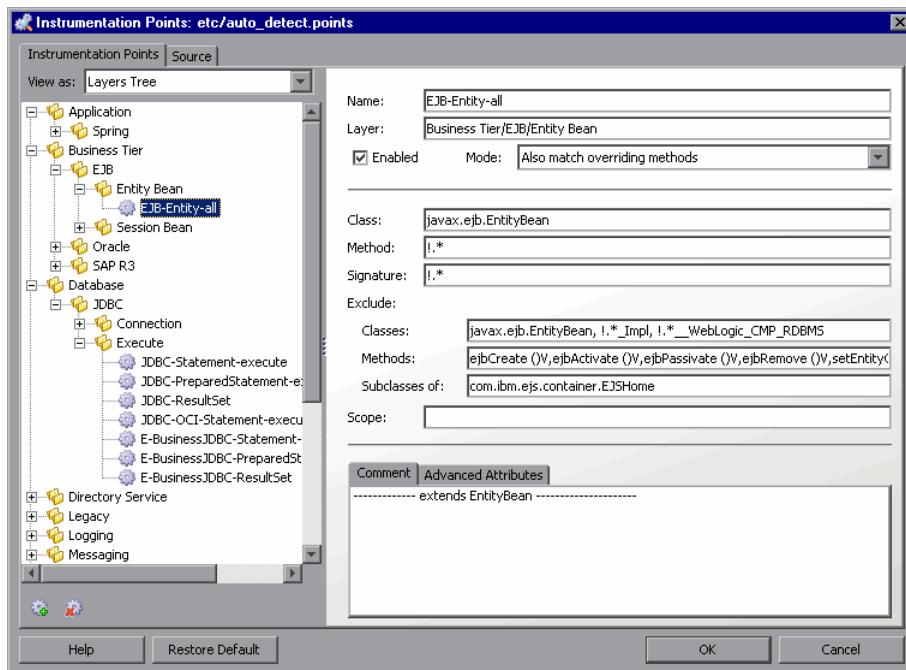 Instrumentation Points: etc/auto_detect.points
Instrumentation Points
Source
View as:
Layers Tree
Application
Spring
Business Tier
EJB
Entity Bean
EJB-Entity-all
Session Bean
Oracle
SAP R3
Database
JDBC
Connection
Execute
JDBC-Statement-execute
JDBC-PreparedStatement-e
JDBC-ResultSet
JDBC-OCI-Statement-execu
E-BusinessJDBC-Statement-
E-BusinessJDBC-PreparedSt
E-BusinessJDBC-ResultSet
Directory Service
Legacy
Logging
Messaging
Name: EJB-Entity-all
Layer: Business Tier/EJB/Entity Bean
Enabled Mode: Also match overriding methods
Class: javax.ejb.EntityBean
Method: !.*
Signature: !.*
Exclude:
Classes: javax.ejb.EntityBean, !.*_Impl, !.*__WebLogic_CMP_RDBMS
Methods: ejbCreate ()V,ejbActivate ()V,ejbPassivate ()V,ejbRemove ()V,setEntity
Subclasses of: com.ibm.ejs.container.EJSHome
Scope:
Comment
Advanced Attributes
------------- extends EntityBean ---------------------
Help
Restore Default
OK
Cancel